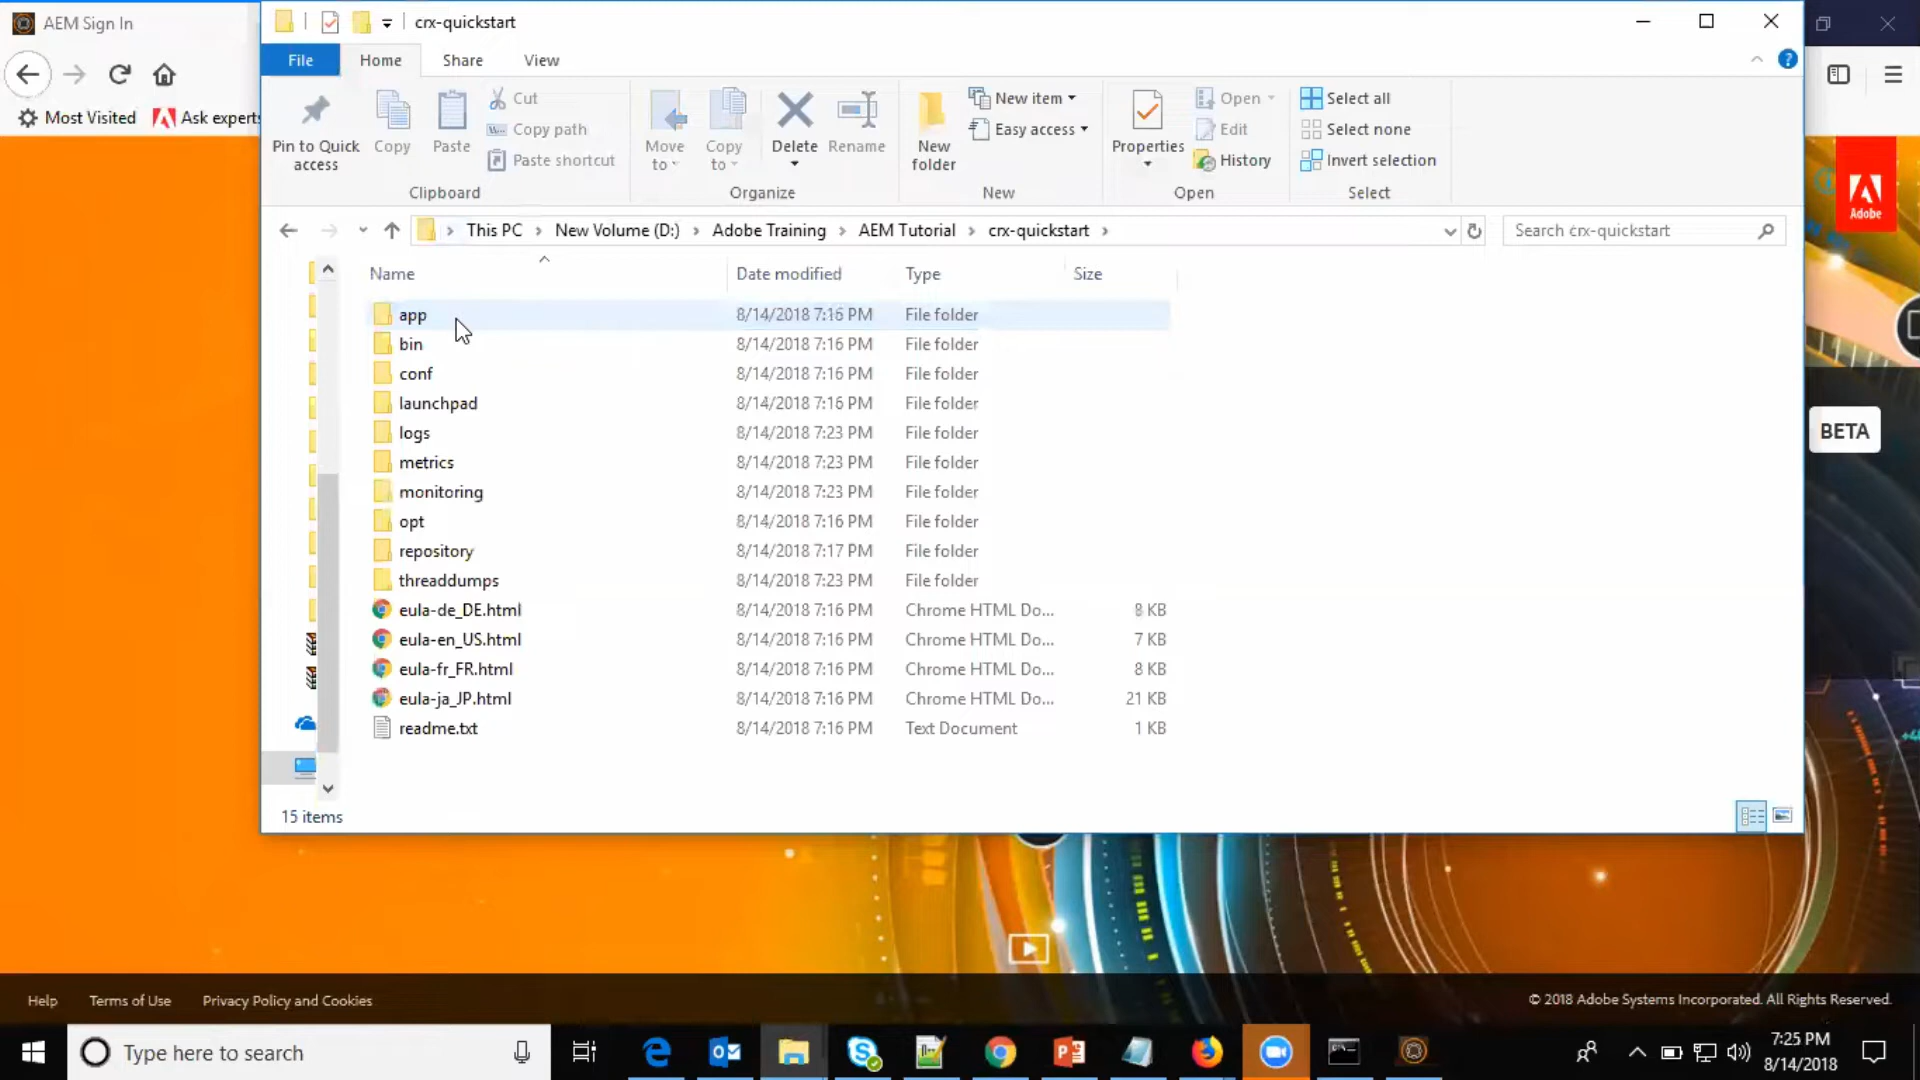 AEM Sign In
crx-quickstart
File
Home
Share
View
Most Visited
Ask experts
Pin to Quick access
Copy
Paste
Cut
Copy path
Paste shortcut
Clipboard
Move to
Copy to
Delete
Rename
Organize
New folder
New item
Easy access
New
Properties
Open
Edit
History
Open
Select all
Select none
Invert selection
Select
This PC
New Volume (D:)
Adobe Training
AEM Tutorial
crx-quickstart
Search crx-quickstart
Adobe
Name Date modified Type Size
app 8/14/2018 7:16 PM File folder
bin 8/14/2018 7:16 PM File folder
conf 8/14/2018 7:16 PM File folder
launchpad 8/14/2018 7:16 PM File folder
logs 8/14/2018 7:23 PM File folder
metrics 8/14/2018 7:23 PM File folder
monitoring 8/14/2018 7:23 PM File folder
opt 8/14/2018 7:16 PM File folder
repository 8/14/2018 7:17 PM File folder
threaddumps 8/14/2018 7:23 PM File folder
eula-de_DE.html 8/14/2018 7:16 PM Chrome HTML Do... 8 KB
eula-en_US.html 8/14/2018 7:16 PM Chrome HTML Do... 7 KB
eula-fr_FR.html 8/14/2018 7:16 PM Chrome HTML Do... 8 KB
eula-ja_JP.html 8/14/2018 7:16 PM Chrome HTML Do... 21 KB
readme.txt 8/14/2018 7:16 PM Text Document 1 KB
BETA
15 items
Help
Terms of Use
Privacy Policy and Cookies
© 2018 Adobe Systems Incorporated. All Rights Reserved.
Type here to search
7:25 PM
8/14/2018